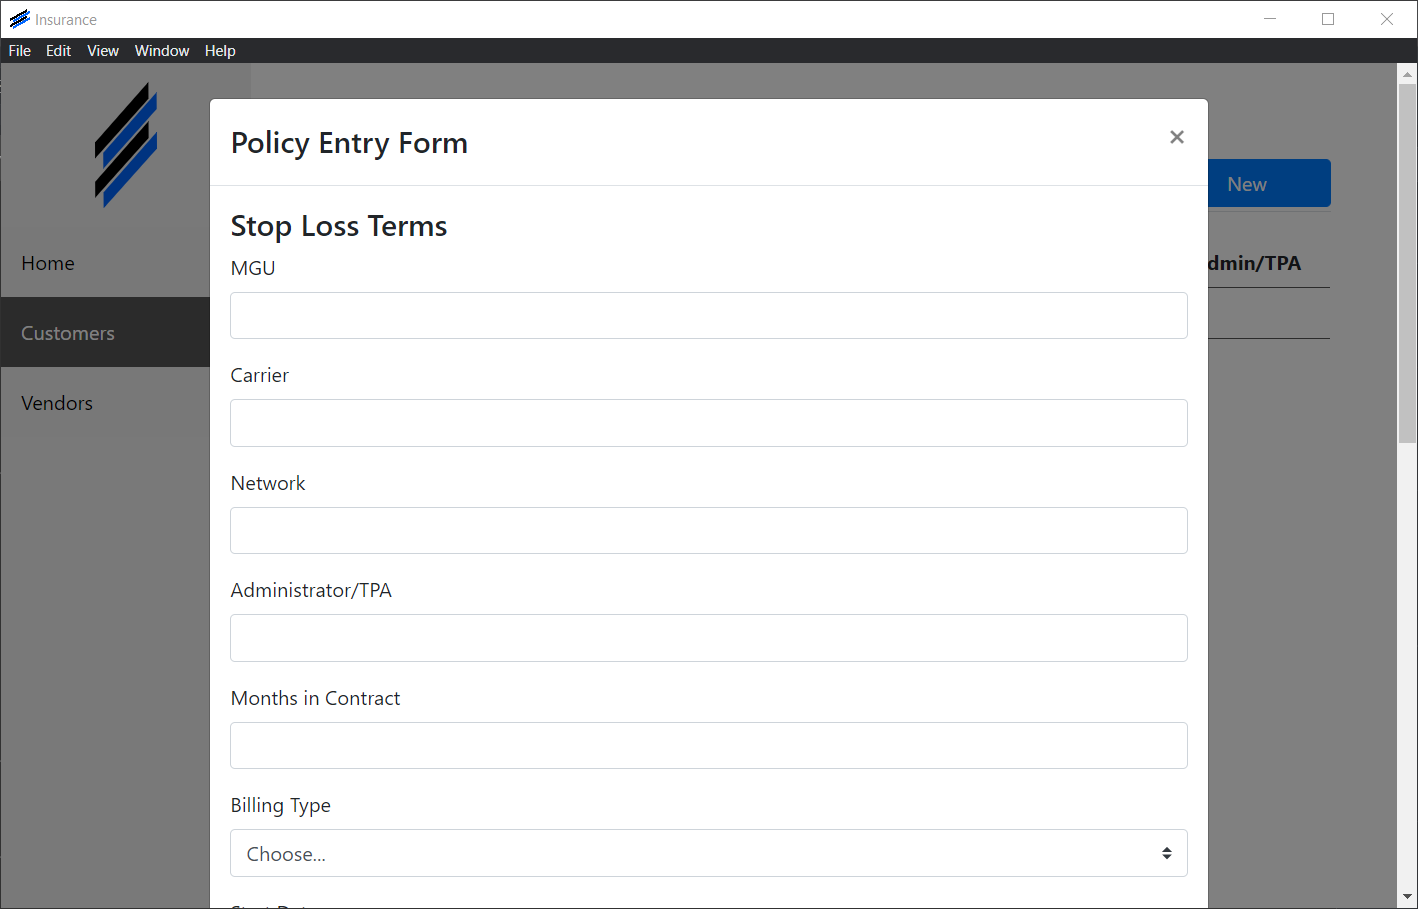 Insurance
File Edit View Window Help
Policy Entry Form
×
New
Stop Loss Terms
MGU
Home
dmin/TPA
Customers
Carrier
Vendors
Network
Administrator/TPA
Months in Contract
Billing Type
Choose...